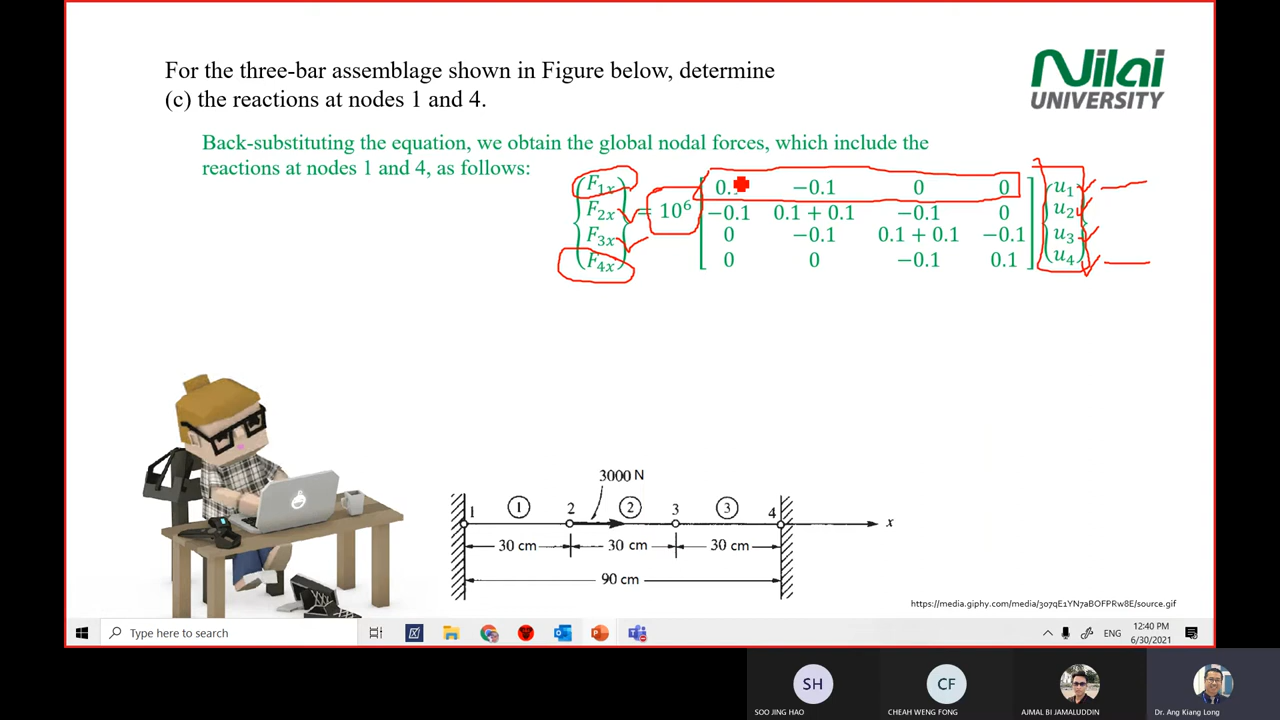 For the three-bar assemblage shown in Figure below, determine
(c) the reactions at nodes 1 and 4.
Nilai
UNIVERSITY
Back-substituting the equation, we obtain the global nodal forces, which include the
reactions at nodes 1 and 4, as follows:
F1x 0. −0.1 0 0 u1
F2x = 10⁶ −0.1 0.1 + 0.1 −0.1 0 u2
F3x 0 −0.1 0.1 + 0.1 −0.1 u3
F4x 0 0 −0.1 0.1 u4
3000 N
1 ① 2 ② 3 ③ 4
x
30 cm 30 cm 30 cm
90 cm
https://media.giphy.com/media/307qE1YN7aBOFPRw8E/source.gif
Type here to search
ENG
12:40 PM
6/30/2021
SH
CF
SOO JING HAO
CHEAH WENG FONG
AJMAL BI JAMALUDDIN
Dr. Ang Kiang Long